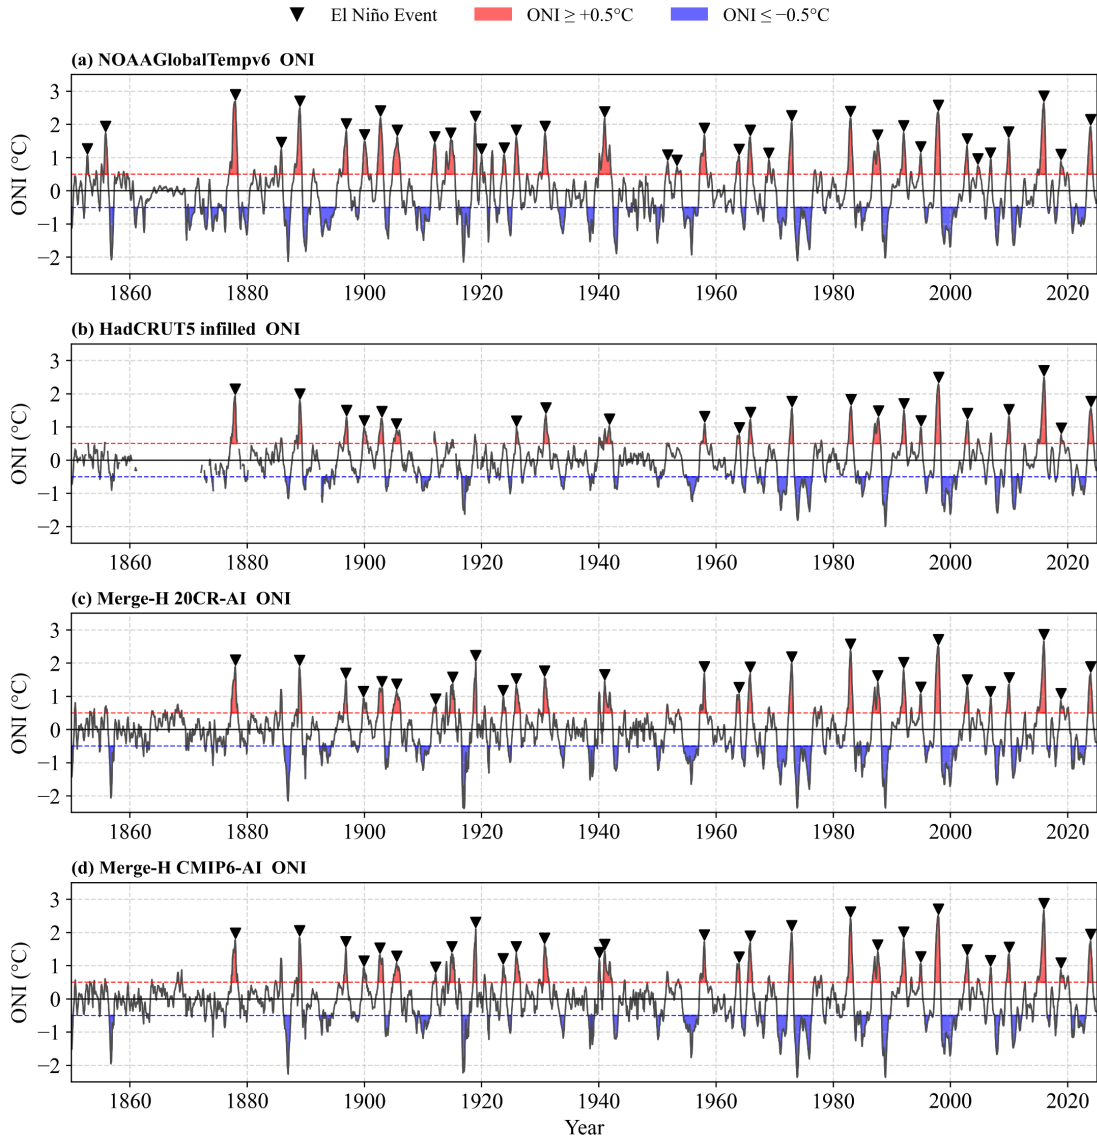 El Niño Event ONI ≥ +0.5°C ONI ≤ −0.5°C
(a) NOAAGlobalTempv6 ONI
3
2
1
0
−1
−2
ONI (°C)
1860 1880 1900 1920 1940 1960 1980 2000 2020
(b) HadCRUT5 infilled ONI
3
2
1
0
−1
−2
ONI (°C)
1860 1880 1900 1920 1940 1960 1980 2000 2020
(c) Merge-H 20CR-AI ONI
3
2
1
0
−1
−2
ONI (°C)
1860 1880 1900 1920 1940 1960 1980 2000 2020
(d) Merge-H CMIP6-AI ONI
3
2
1
0
−1
−2
ONI (°C)
1860 1880 1900 1920 1940 1960 1980 2000 2020
Year